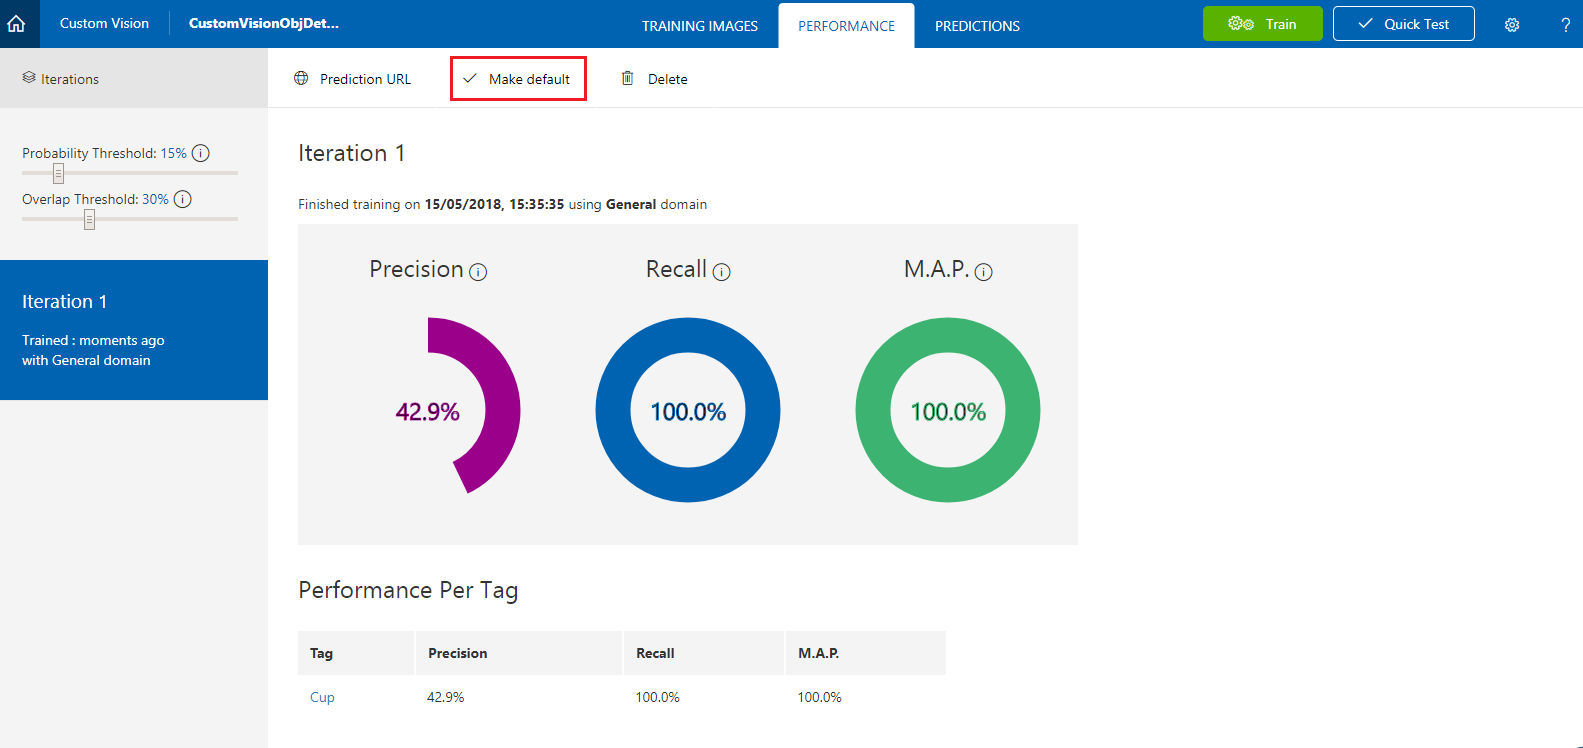 Custom Vision
CustomVisionObjDet...
TRAINING IMAGES
PERFORMANCE
PREDICTIONS
Train
Quick Test
?
Iterations
Prediction URL
Make default
Delete
Probability Threshold: 15%
Overlap Threshold: 30%
Iteration 1
Trained : moments ago
with General domain
Iteration 1
Finished training on 15/05/2018, 15:35:35 using General domain
Precision
Recall
M.A.P.
42.9%
100.0%
100.0%
Performance Per Tag
Tag Precision Recall M.A.P.
Cup 42.9% 100.0% 100.0%